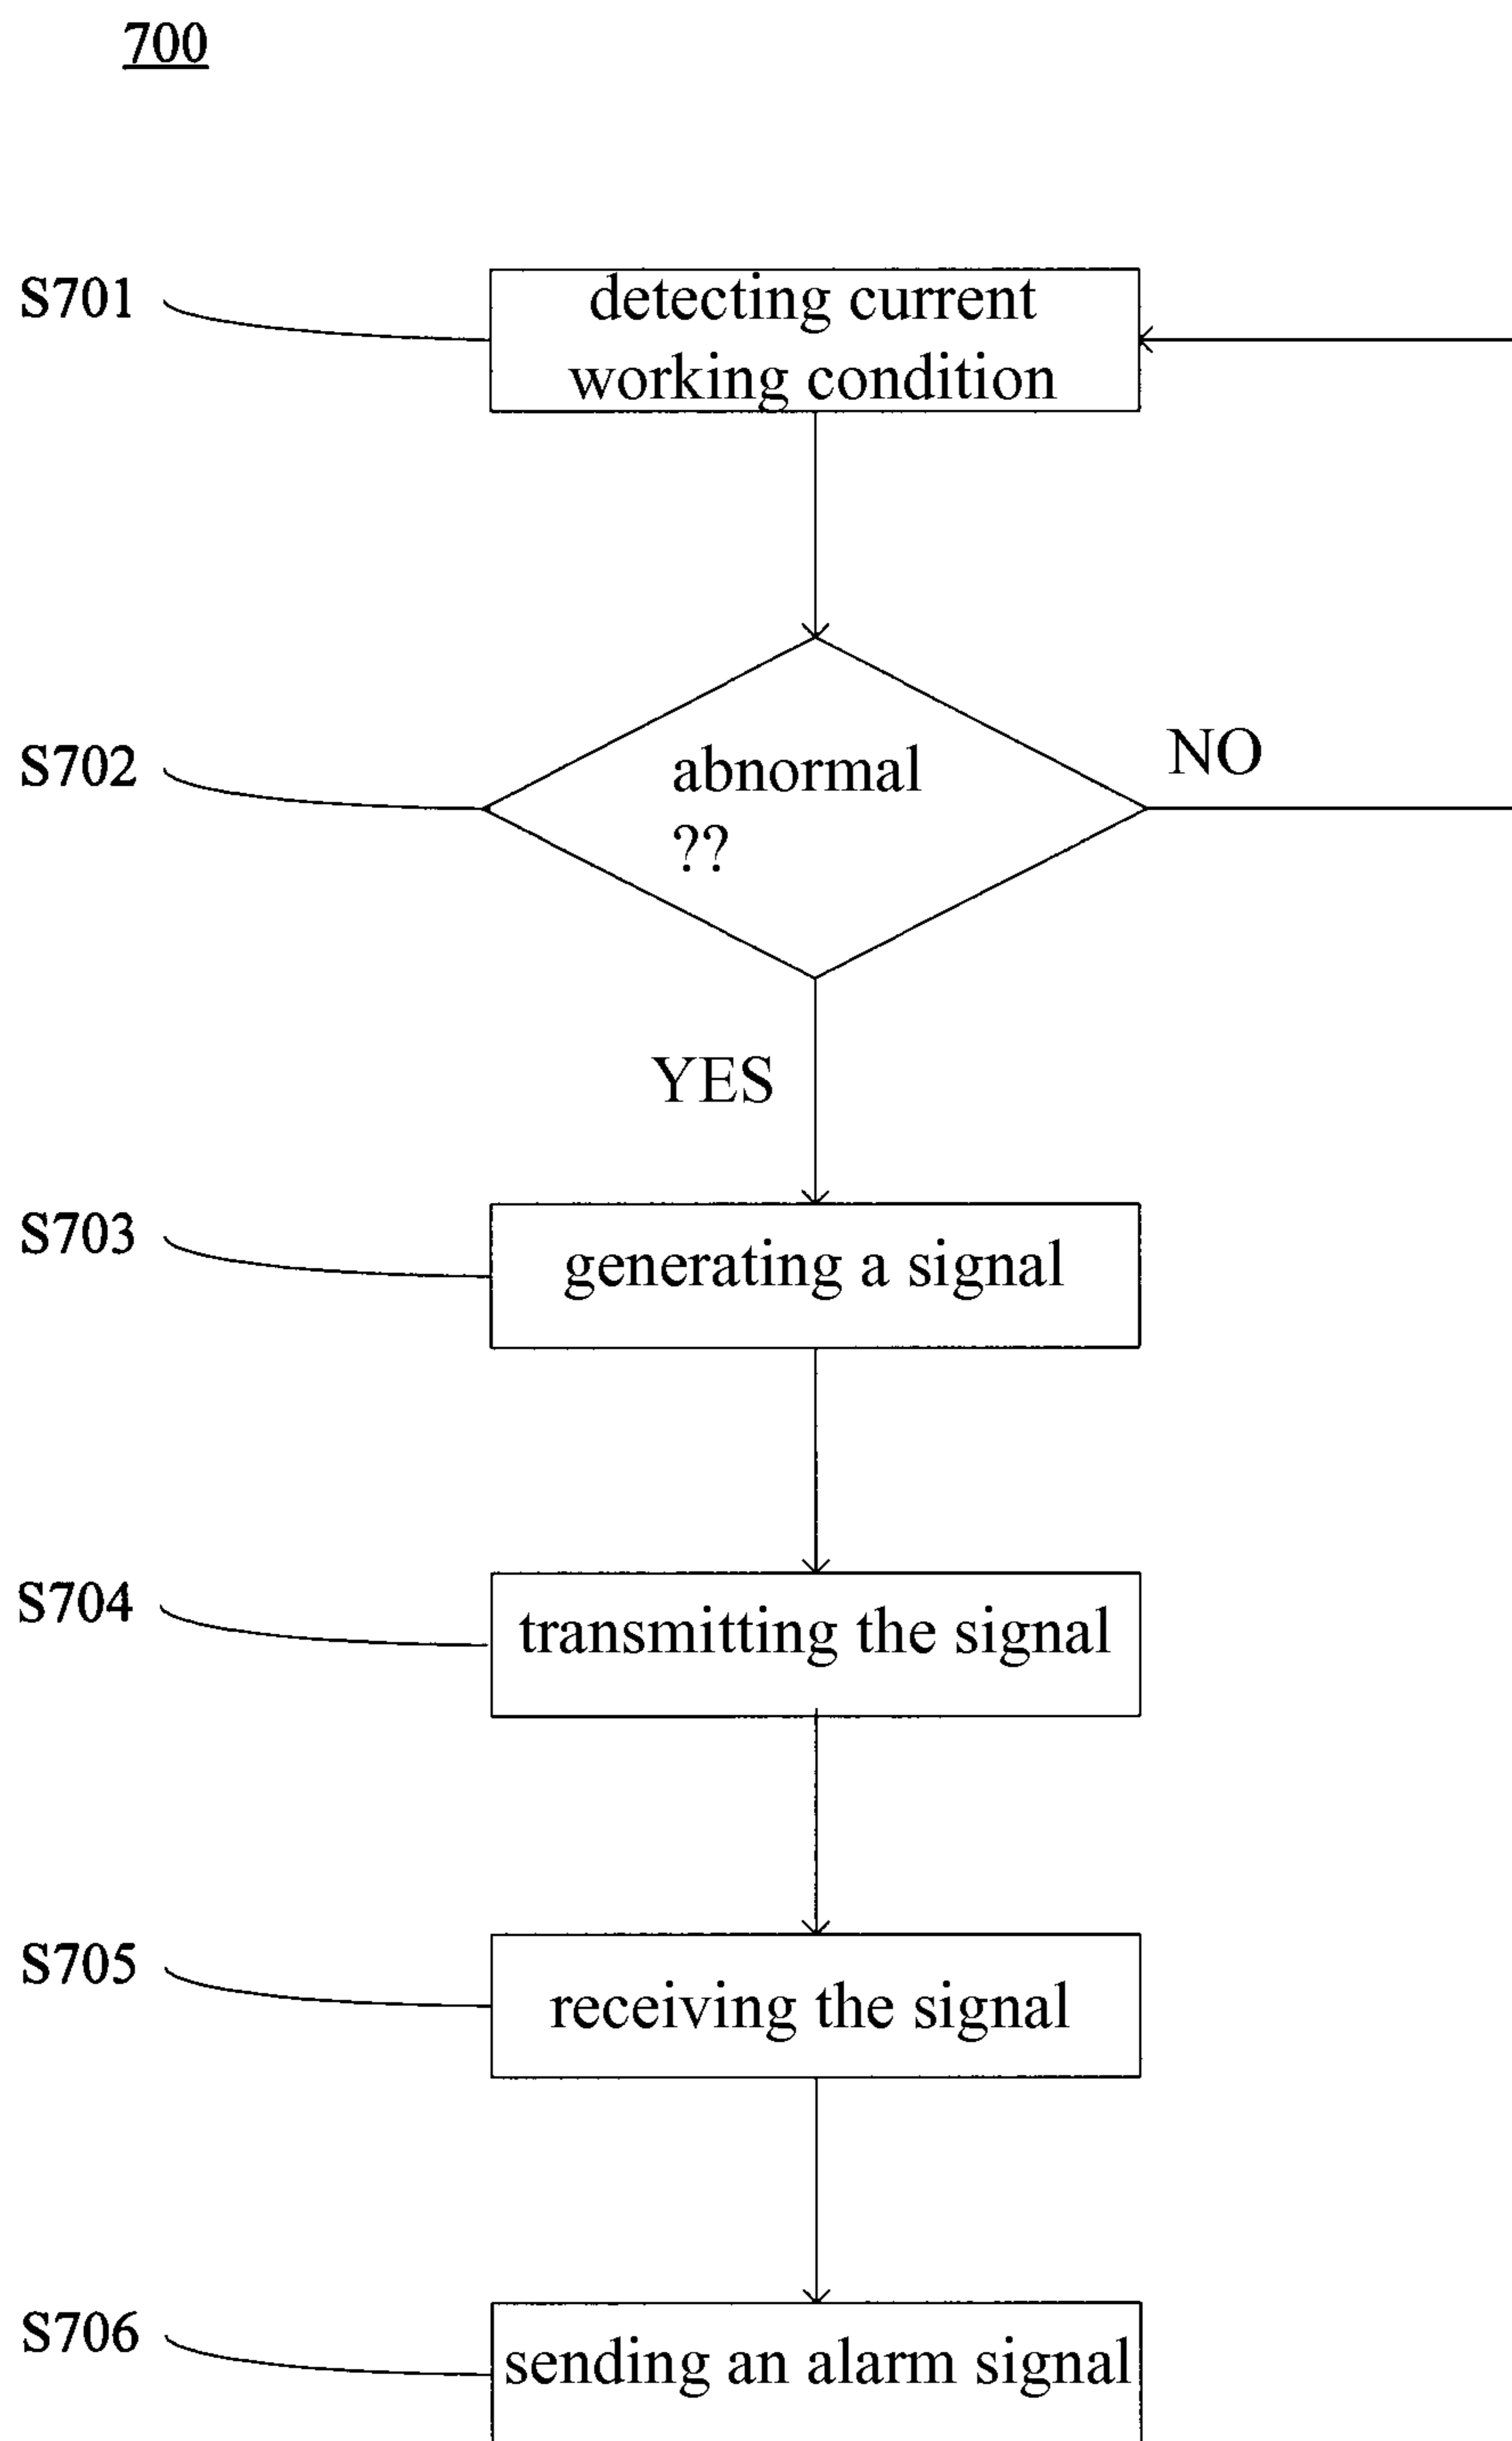 700
S701
detecting current
working condition
S702
abnormal
??
NO
YES
S703
generating a signal
S704
transmitting the signal
S705
receiving the signal
S706
sending an alarm signal